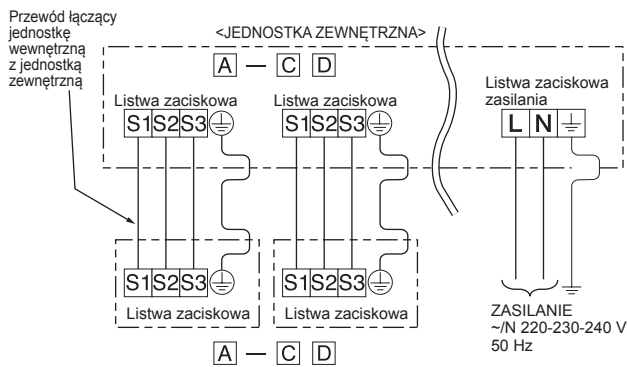 Przewód łączący
jednostkę
wewnętrzną
z jednostką
zewnętrzną
<JEDNOSTKA ZEWNĘTRZNA>
A — C D
Listwa zaciskowa
S1 S2 S3
Listwa zaciskowa
S1 S2 S3
Listwa zaciskowa
zasilania
L N
S1 S2 S3
Listwa zaciskowa
S1 S2 S3
Listwa zaciskowa
A — C D
ZASILANIE
~/N 220-230-240 V
50 Hz